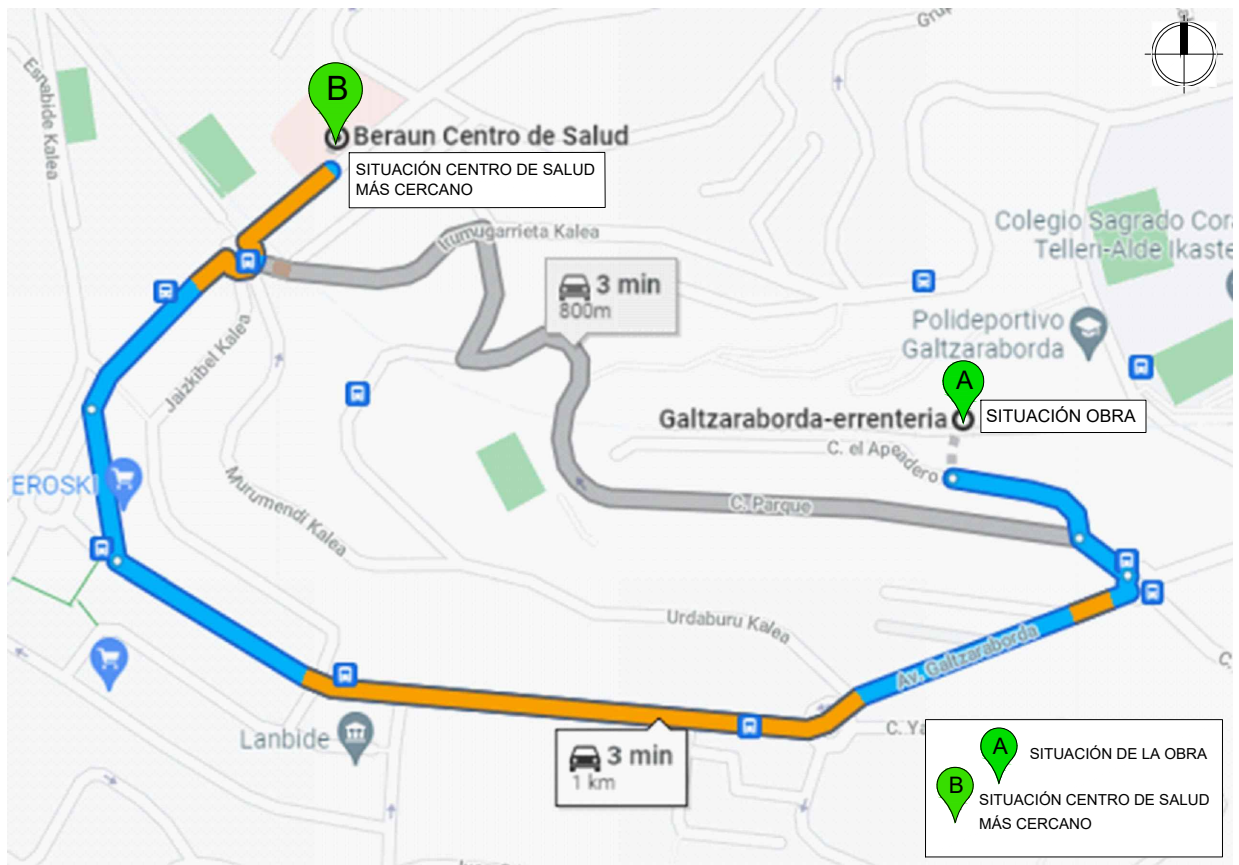 Esnabide Kalea
B
Beraun Centro de Salud
SITUACIÓN CENTRO DE SALUD
MÁS CERCANO
Irumugarrieta Kalea
Colegio Sagrado Cora
Telleri-Alde Ikaste
3 min
800m
Polideportivo
Galtzaraborda
Jaizkibel Kalea
A
Galtzaraborda-errenteria
SITUACIÓN OBRA
C. el Apeadero
EROSKI
Murumendi Kalea
C. Parque
Urdaburu Kalea
Av. Galtzaraborda
C.
Lanbide
C. Ya
3 min
1 km
A
SITUACIÓN DE LA OBRA
B
SITUACIÓN CENTRO DE SALUD
MÁS CERCANO